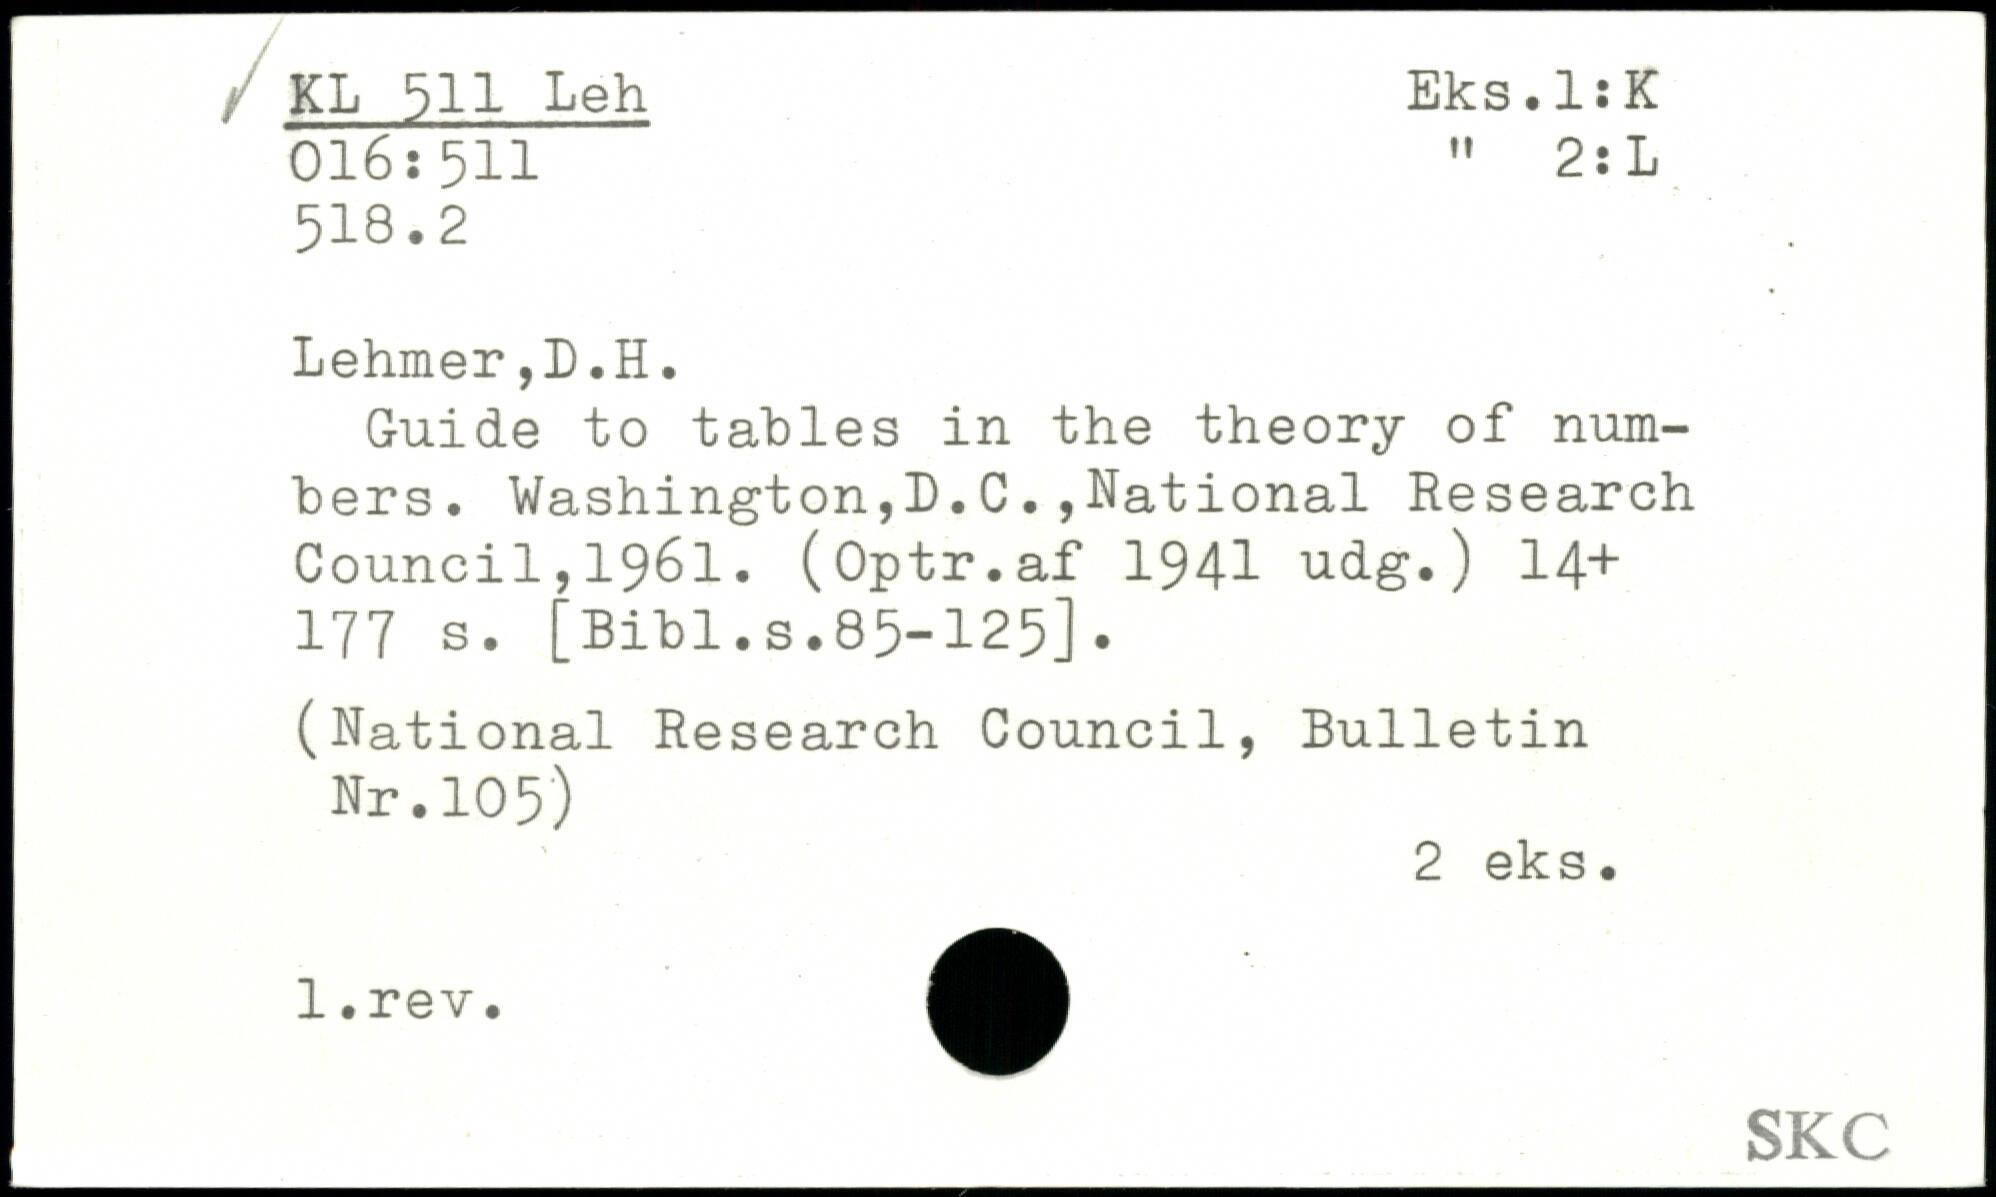 KL 511 Leh
Eks.1:K
016:511
" 2:L
518.2
Lehmer,D.H.
Guide to tables in the theory of num-
bers. Washington,D.C.,National Research
Council,1961. (Optr.af 1941 udg.) 14+
177 s. [Bibl.s.85-125].
(National Research Council, Bulletin
Nr.105)
2 eks.
1.rev.
SKC